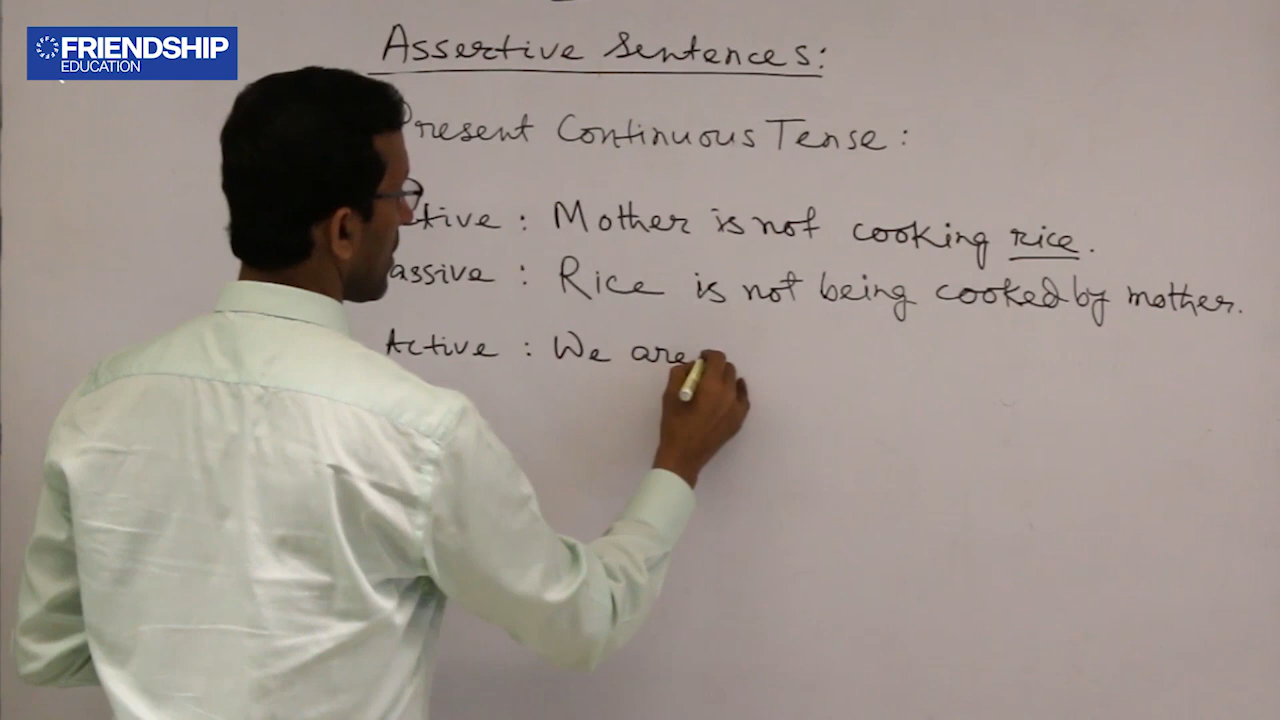 FRIENDSHIP
EDUCATION
Assertive Sentences:
Present Continuous Tense:
ctive : Mother is not cooking rice.
assive : Rice is not being cooked by mother.
Active : We are